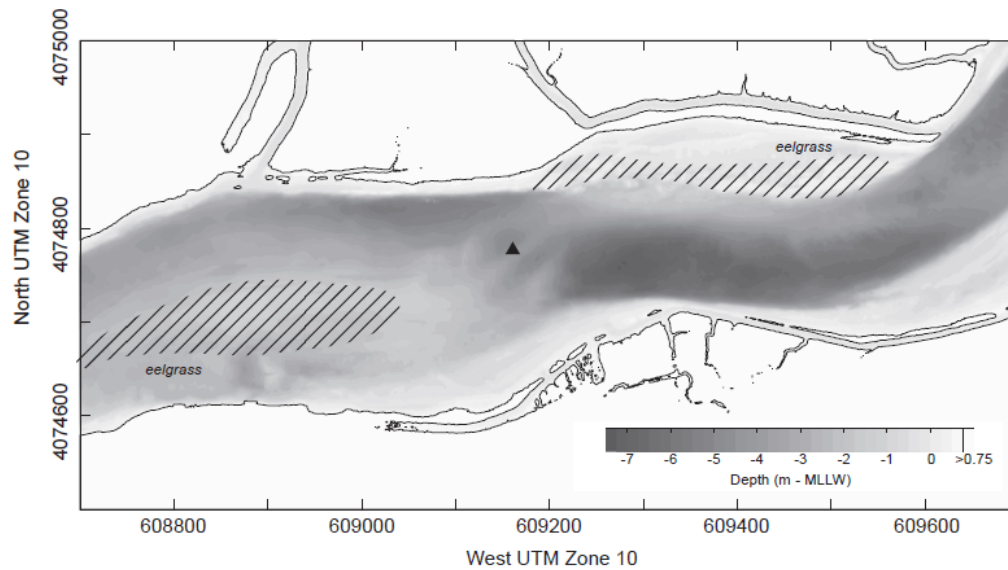 4075000
4074800
4074600
North UTM Zone 10
eelgrass
eelgrass
-7 -6 -5 -4 -3 -2 -1 0 >0.75
Depth (m - MLLW)
608800 609000 609200 609400 609600
West UTM Zone 10